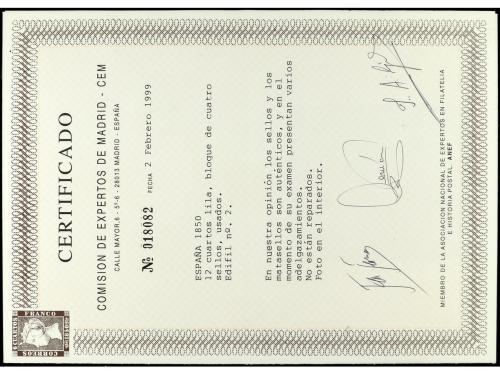 CERTIFICADO
COMISION DE EXPERTOS DE MADRID - CEM
CALLE MAYOR, 6 - 5º-6 - 28013 MADRID - ESPAÑA
№ 018082 FECHA 2 Febrero 1999
ESPAÑA 1850
12 cuartos lila, bloque de cuatro
sellos, usados.
Edifil nº. 2.
En nuestra opinión los sellos y los
matasellos son auténticos, y en el
momento de su examen presentan varios
adelgazamientos.
No están reparados.
Foto en el interior.
MIEMBRO DE LA ASOCIACION NACIONAL DE EXPERTOS EN FILATELIA
E HISTORIA POSTAL ANEF
FRANCO
CORREOS